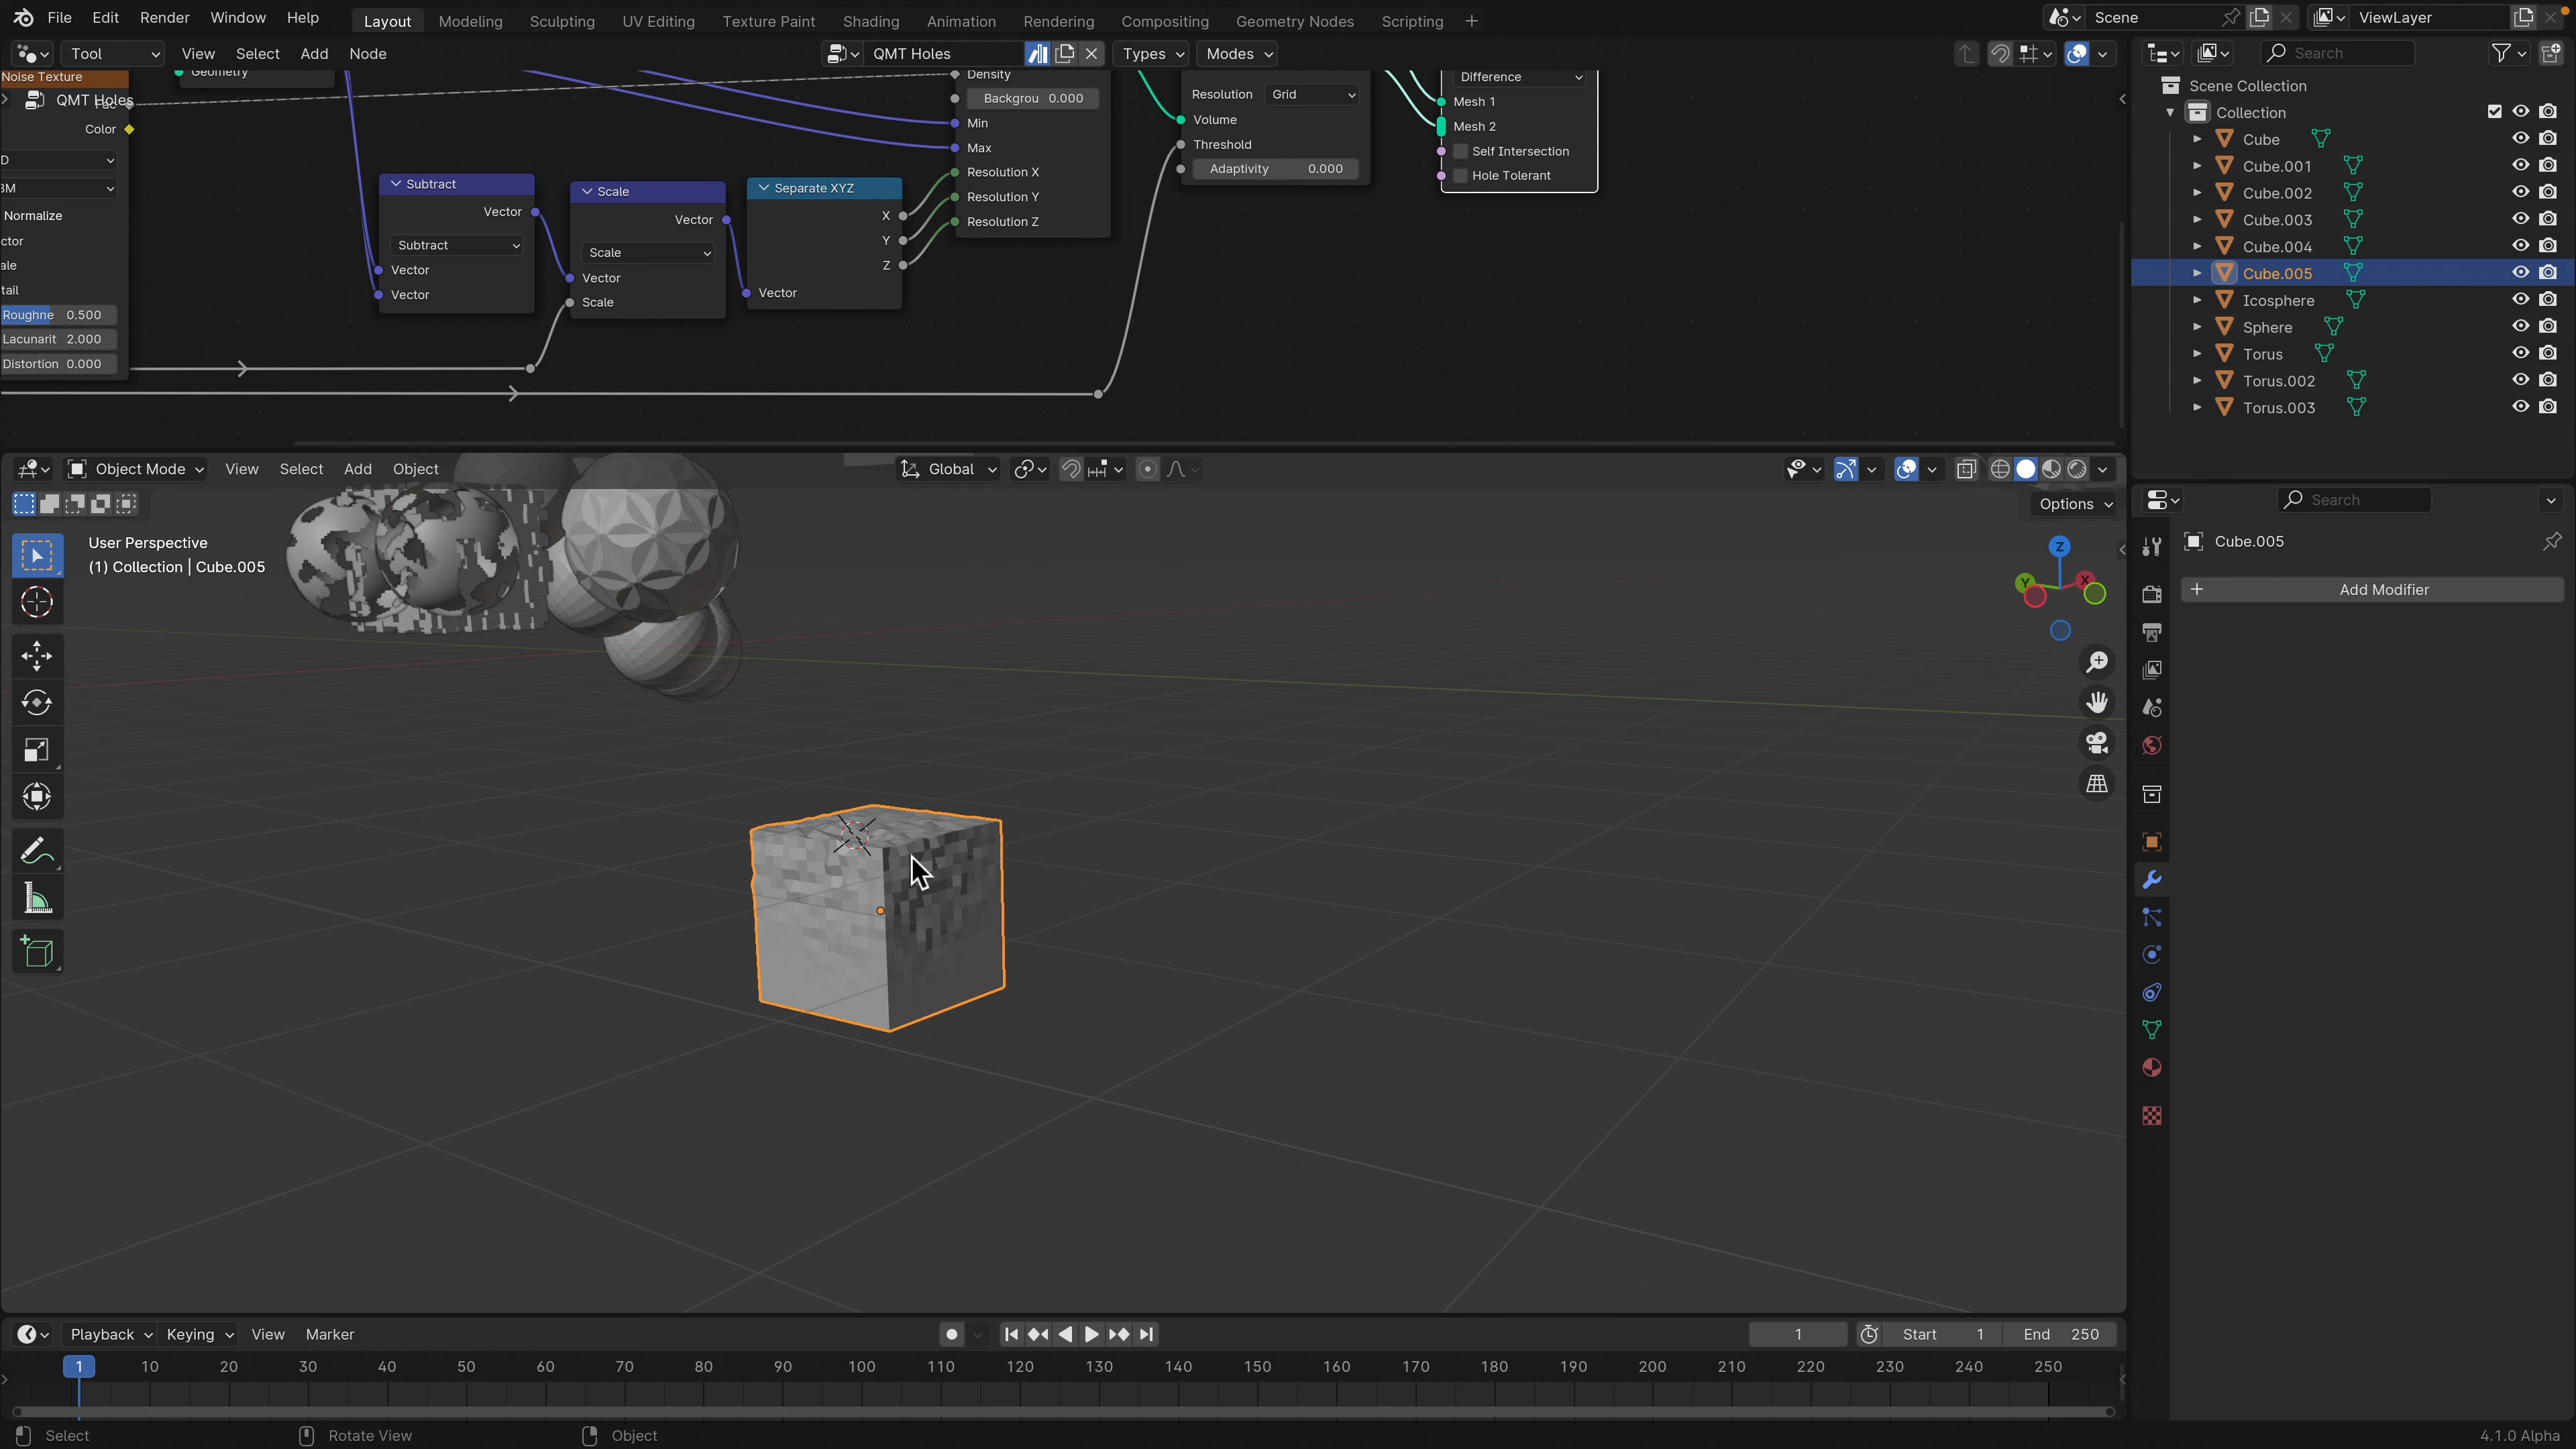 File Edit Render Window Help Layout Modeling Sculpting UV Editing Texture Paint Shading Animation Rendering Compositing Geometry Nodes Scripting Scene ViewLayer
Tool View Select Add Node QMT Holes Types Modes Search
Noise Texture
QMT Holes
Color
Normalize
Roughne 0.500
Lacunarit 2.000
Distortion 0.000
Geometry
Subtract
Vector
Subtract
Vector
Vector
Scale
Vector
Scale
Vector
Scale
Separate XYZ
X
Y
Z
Vector
Density
Backgrou 0.000
Min
Max
Resolution X
Resolution Y
Resolution Z
Resolution Grid
Volume
Threshold
Adaptivity 0.000
Difference
Mesh 1
Mesh 2
Self Intersection
Hole Tolerant
Scene Collection
Collection
Cube
Cube.001
Cube.002
Cube.003
Cube.004
Cube.005
Icosphere
Sphere
Torus
Torus.002
Torus.003
Object Mode View Select Add Object Global
Options
User Perspective
(1) Collection | Cube.005
Z
Y
X
Search
Cube.005
Add Modifier
Playback Keying View Marker 1 Start 1 End 250
1 10 20 30 40 50 60 70 80 90 100 110 120 130 140 150 160 170 180 190 200 210 220 230 240 250
Select Rotate View Object 4.1.0 Alpha